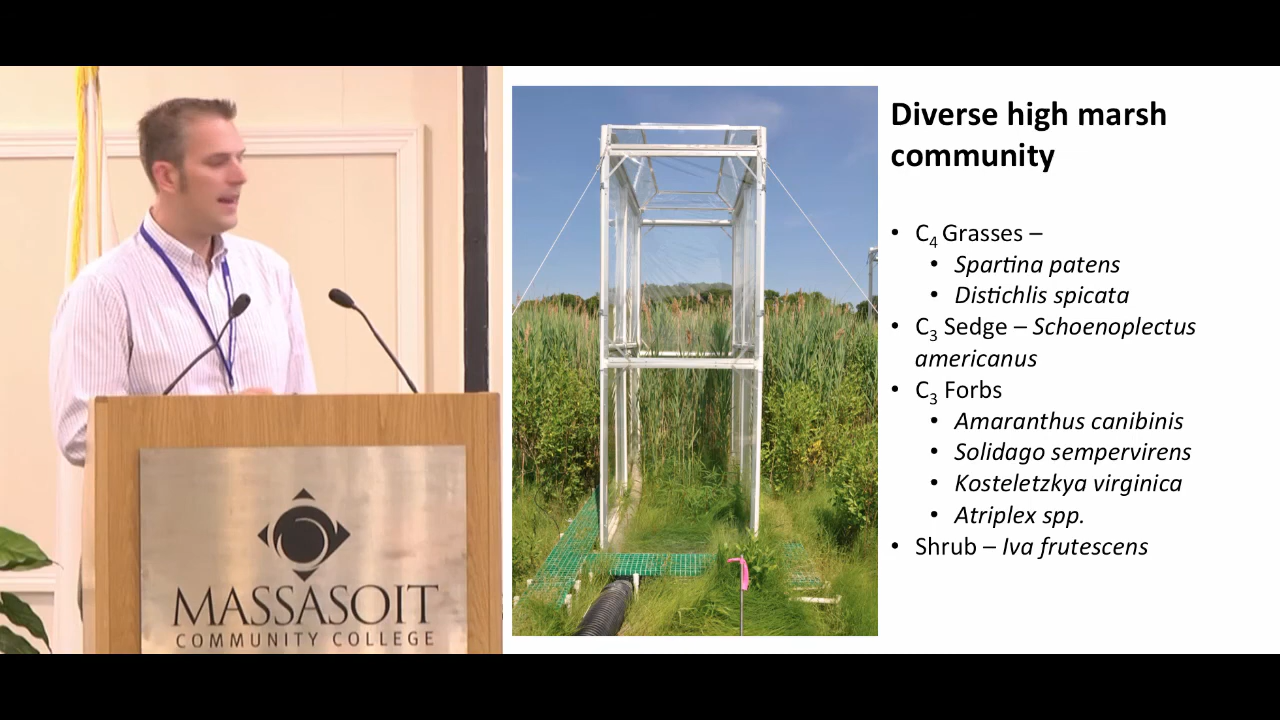 Diverse high marsh
community
• C4 Grasses –
• Spartina patens
• Distichlis spicata
• C3 Sedge – Schoenoplectus
americanus
• C3 Forbs
• Amaranthus canibinis
• Solidago sempervirens
• Kosteletzkya virginica
• Atriplex spp.
• Shrub – Iva frutescens
MASSASOIT
COMMUNITY COLLEGE